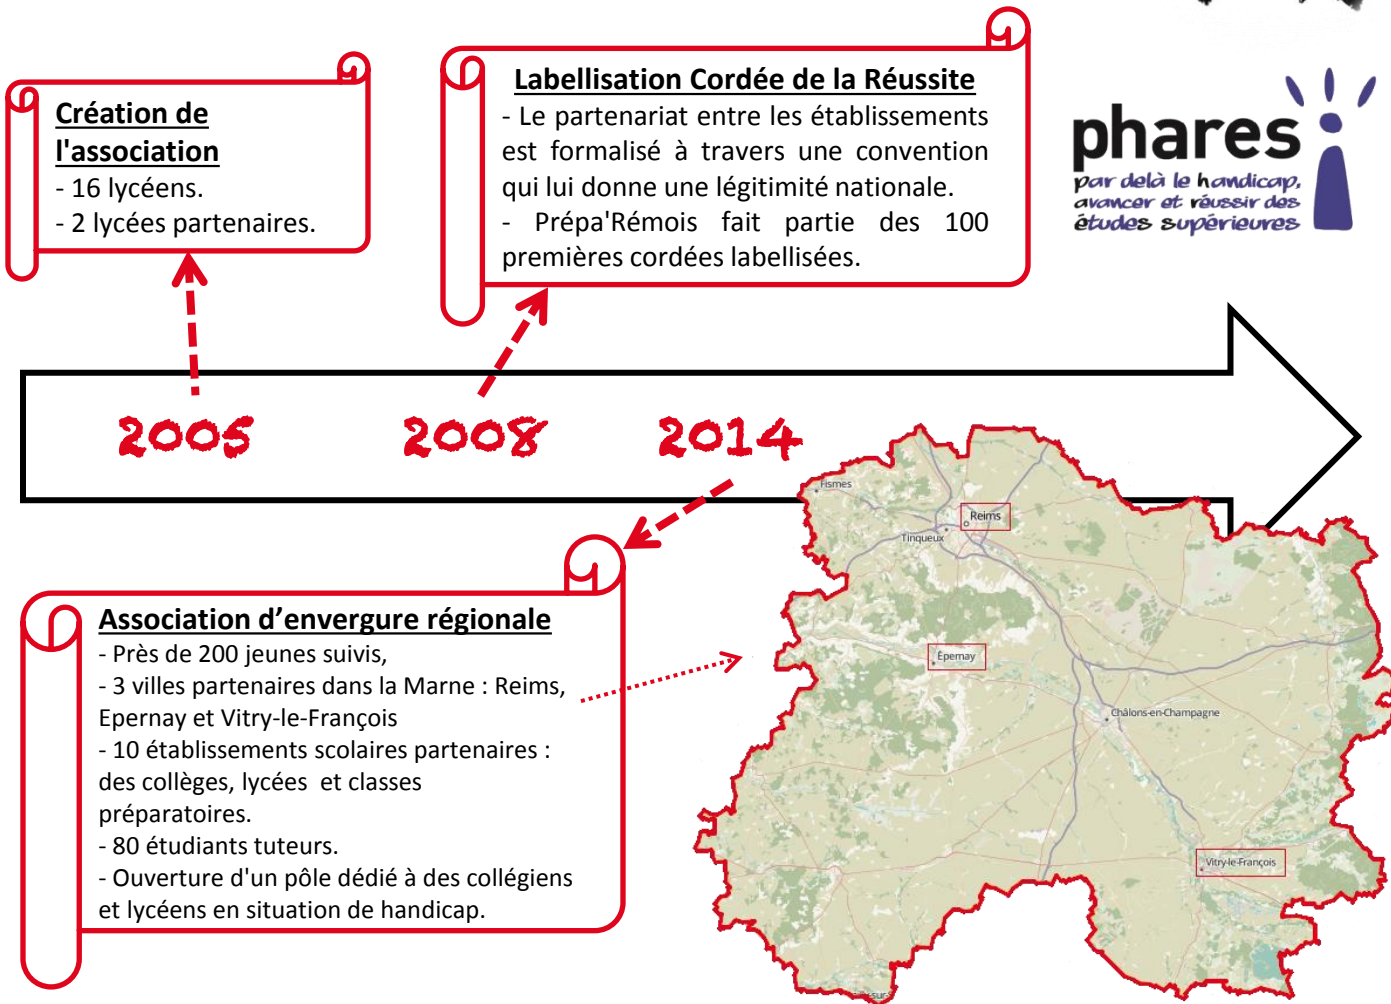 Création de
l'association
- 16 lycéens.
- 2 lycées partenaires.
Labellisation Cordée de la Réussite
- Le partenariat entre les établissements
est formalisé à travers une convention
qui lui donne une légitimité nationale.
- Prépa'Rémois fait partie des 100
premières cordées labellisées.
phares
par delà le handicap,
avancer et réussir des
études supérieures
2005
2008
2014
Association d’envergure régionale
- Près de 200 jeunes suivis,
- 3 villes partenaires dans la Marne : Reims,
Epernay et Vitry-le-François
- 10 établissements scolaires partenaires :
des collèges, lycées et classes
préparatoires.
- 80 étudiants tuteurs.
- Ouverture d'un pôle dédié à des collégiens
et lycéens en situation de handicap.
Fismes
Reims
Tinqueux
Épernay
Châlons-en-Champagne
Vitry-le-François